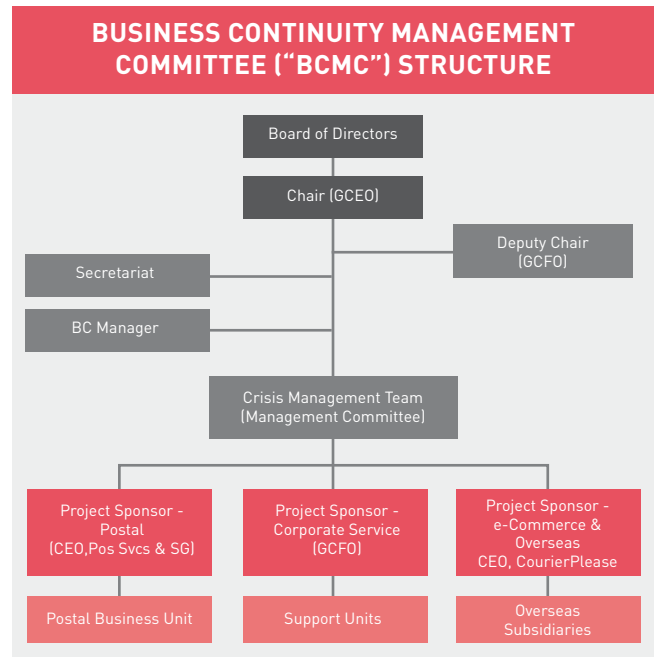 BUSINESS CONTINUITY MANAGEMENT
COMMITTEE (“BCMC”) STRUCTURE
Board of Directors
Chair (GCEO)
Deputy Chair
(GCFO)
Secretariat
BC Manager
Crisis Management Team
(Management Committee)
Project Sponsor -
Postal
(CEO,Pos Svcs & SG)
Project Sponsor -
Corporate Service
(GCFO)
Project Sponsor -
e-Commerce &
Overseas
CEO, CourierPlease
Postal Business Unit
Support Units
Overseas
Subsidiaries